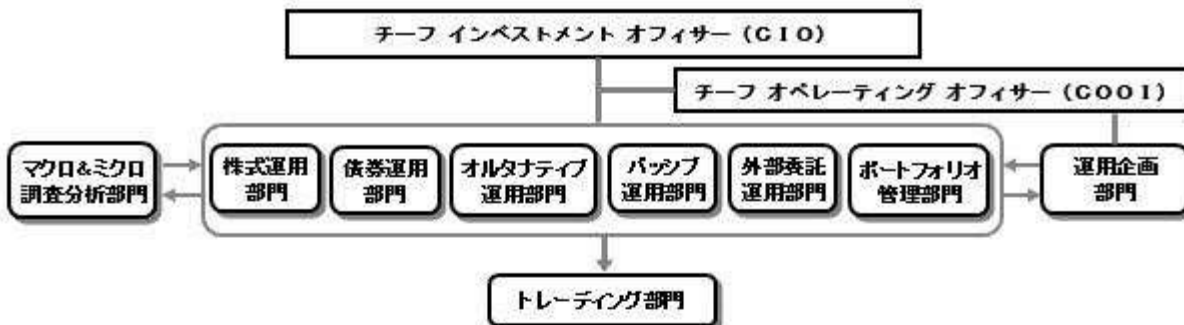 チーフ インベストメント オフィサー (CIO)
チーフ オペレーティング オフィサー (COOI)
マクロ&ミクロ
調査分析部門
株式運用
部門
債券運用
部門
オルタナティブ
運用部門
パッシブ
運用部門
外部委託
運用部門
ポートフォリオ
管理部門
運用企画
部門
トレーディング部門